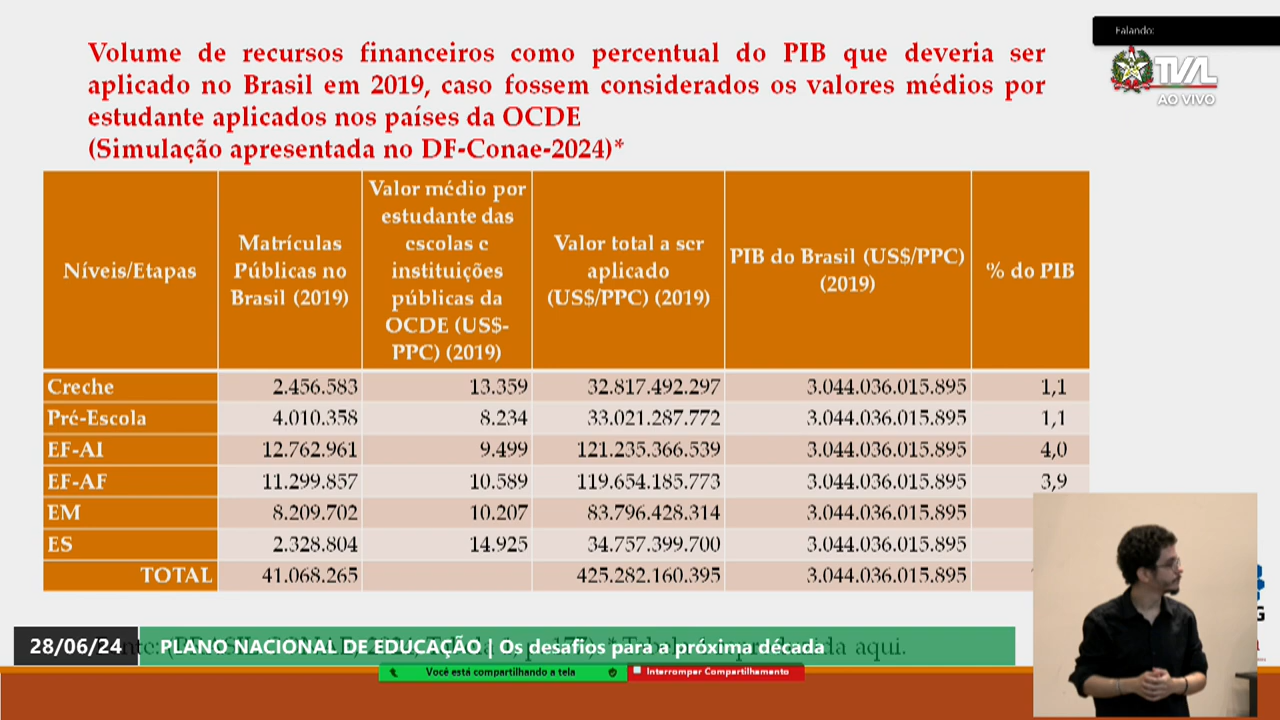 Falando:
TVAL
AO VIVO
Volume de recursos financeiros como percentual do PIB que deveria ser
aplicado no Brasil em 2019, caso fossem considerados os valores médios por
estudante aplicados nos países da OCDE
(Simulação apresentada no DF-Conae-2024)*
Níveis/Etapas
Matrículas
Públicas no
Brasil (2019)
Valor médio por
estudante das
escolas e
instituições
públicas da
OCDE (US$-
PPC) (2019)
Valor total a ser
aplicado
(US$/PPC) (2019)
PIB do Brasil (US$/PPC)
(2019)
% do PIB
Creche 2.456.583 13.359 32.817.492.297 3.044.036.015.895 1,1
Pré-Escola 4.010.358 8.234 33.021.287.772 3.044.036.015.895 1,1
EF-AI 12.762.961 9.499 121.235.366.539 3.044.036.015.895 4,0
EF-AF 11.299.857 10.589 119.654.185.773 3.044.036.015.895 3,9
EM 8.209.702 10.207 83.796.428.314 3.044.036.015.895
ES 2.328.804 14.925 34.757.399.700 3.044.036.015.895
TOTAL 41.068.265 425.282.160.395 3.044.036.015.895
28/06/24 PLANO NACIONAL DE EDUCAÇÃO | Os desafios para a próxima década
aqui.
Você está compartilhando a tela Interromper Compartilhamento